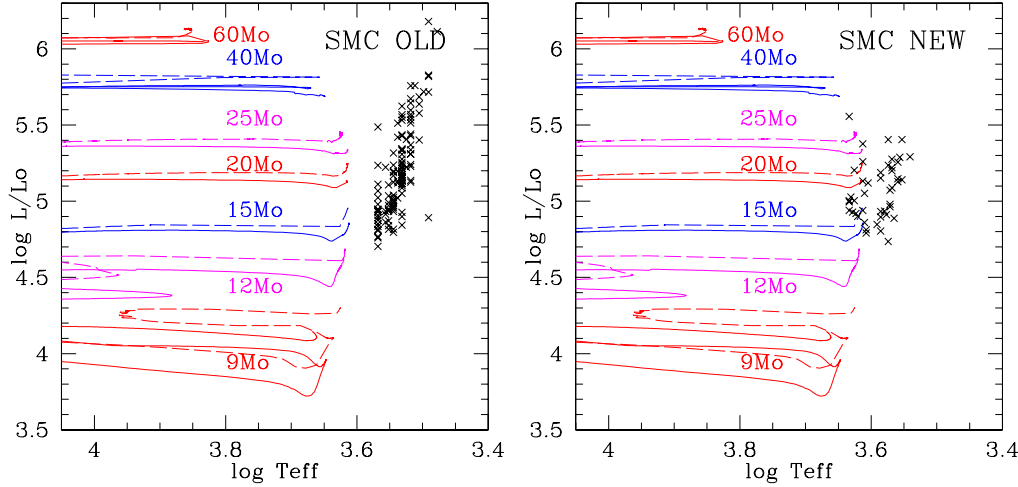 SMC OLD
60Mo
40Mo
25Mo
20Mo
15Mo
12Mo
9Mo
6
5.5
5
4.5
4
3.5
log L/Lo
4
3.8
3.6
3.4
log Teff
SMC NEW
60Mo
40Mo
25Mo
20Mo
15Mo
12Mo
9Mo
6
5.5
5
4.5
4
3.5
log L/Lo
4
3.8
3.6
3.4
log Teff